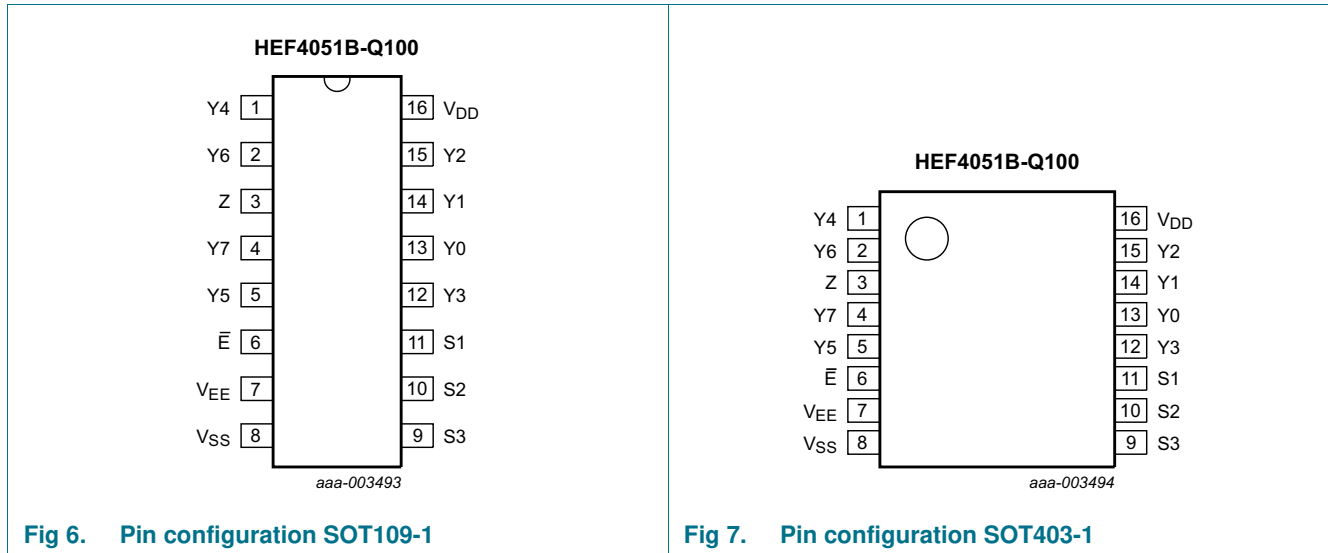 HEF4051B-Q100
Y4 1 16 VDD
Y6 2 15 Y2
Z 3 14 Y1
Y7 4 13 Y0
Y5 5 12 Y3
E̅ 6 11 S1
VEE 7 10 S2
VSS 8 9 S3
aaa-003493
Fig 6. Pin configuration SOT109-1
HEF4051B-Q100
Y4 1 16 VDD
Y6 2 15 Y2
Z 3 14 Y1
Y7 4 13 Y0
Y5 5 12 Y3
E̅ 6 11 S1
VEE 7 10 S2
VSS 8 9 S3
aaa-003494
Fig 7. Pin configuration SOT403-1